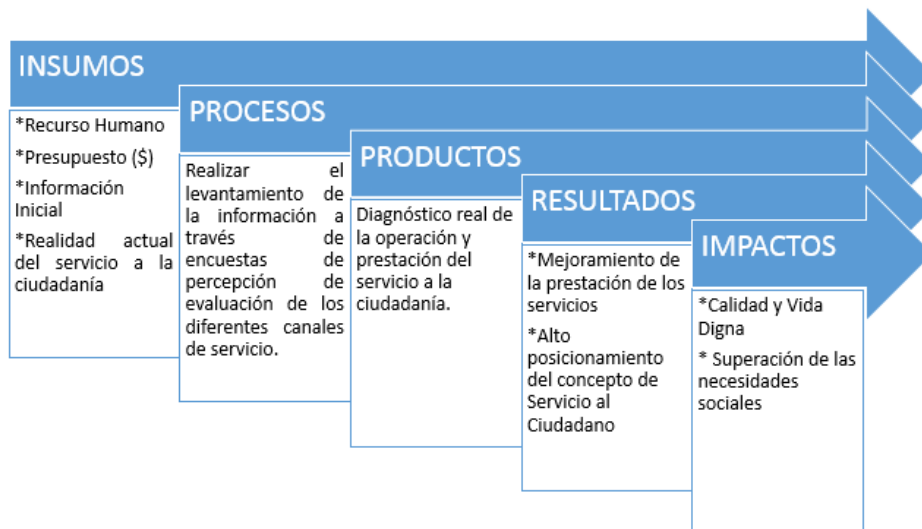 INSUMOS
*Recurso Humano
*Presupuesto ($)
*Información
Inicial
*Realidad actual
del servicio a la
ciudadanía
PROCESOS
Realizar el
levantamiento de
la información a
través de
encuestas de
percepción de
evaluación de los
diferentes canales
de servicio.
PRODUCTOS
Diagnóstico real de
la operación y
prestación del
servicio a la
ciudadanía.
RESULTADOS
*Mejoramiento de
la prestación de los
servicios
*Alto
posicionamiento
del concepto de
Servicio al
Ciudadano
IMPACTOS
*Calidad y Vida
Digna
* Superación de las
necesidades
sociales